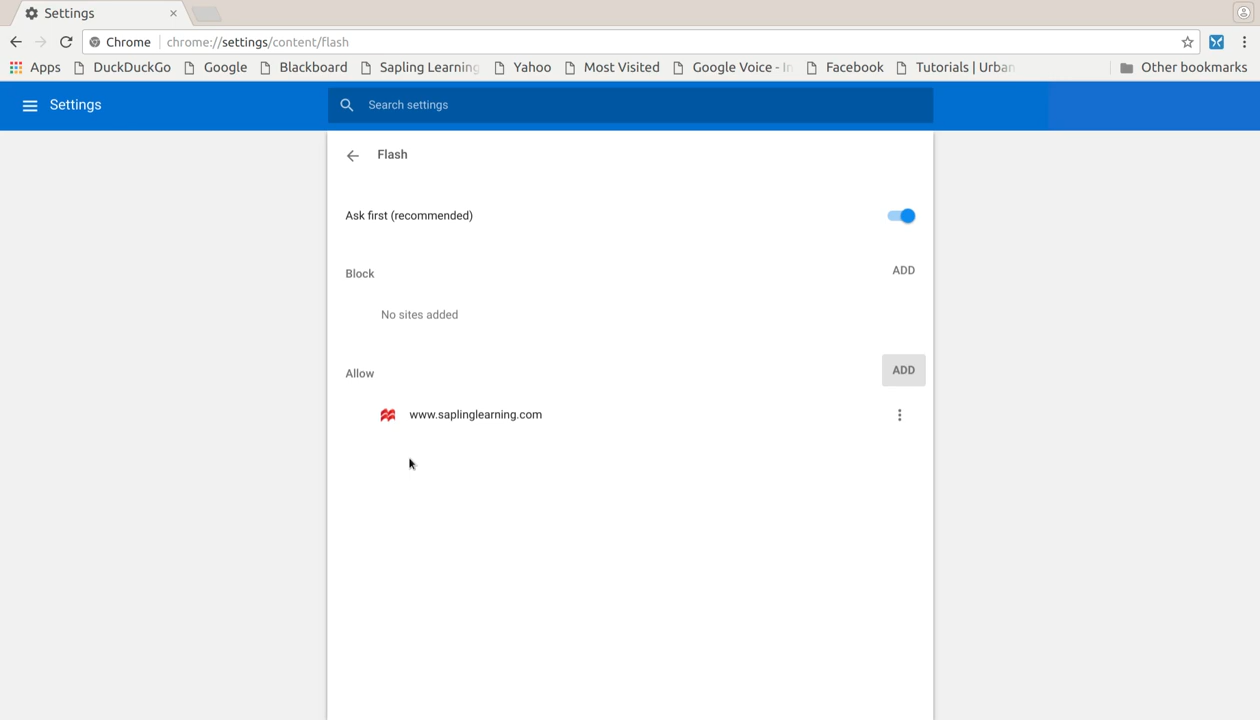 Settings
Chrome chrome://settings/content/flash
Apps DuckDuckGo Google Blackboard Sapling Learning Yahoo Most Visited Google Voice - In Facebook Tutorials | Urban Other bookmarks
Settings Search settings
Flash
Ask first (recommended)
Block ADD
No sites added
Allow ADD
www.saplinglearning.com